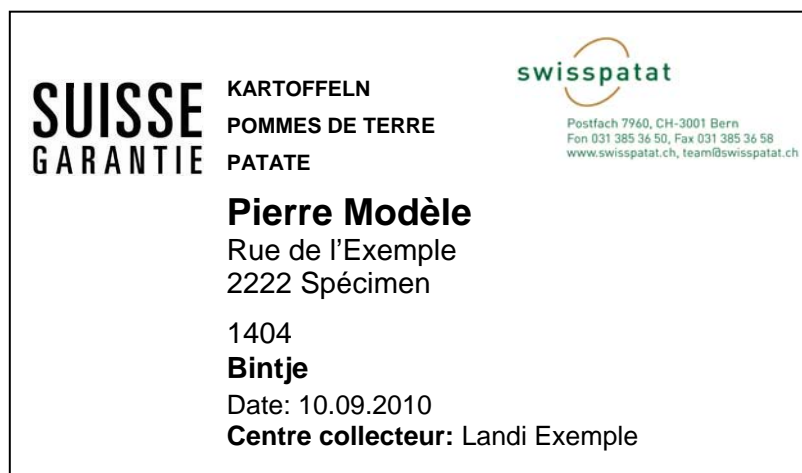 SUISSE
GARANTIE
KARTOFFELN
POMMES DE TERRE
PATATE
swisspatat
Postfach 7960, CH-3001 Bern
Fon 031 385 36 50, Fax 031 385 36 58
www.swisspatat.ch, team@swisspatat.ch
Pierre Modèle
Rue de l’Exemple
2222 Spécimen
1404
Bintje
Date: 10.09.2010
Centre collecteur: Landi Exemple